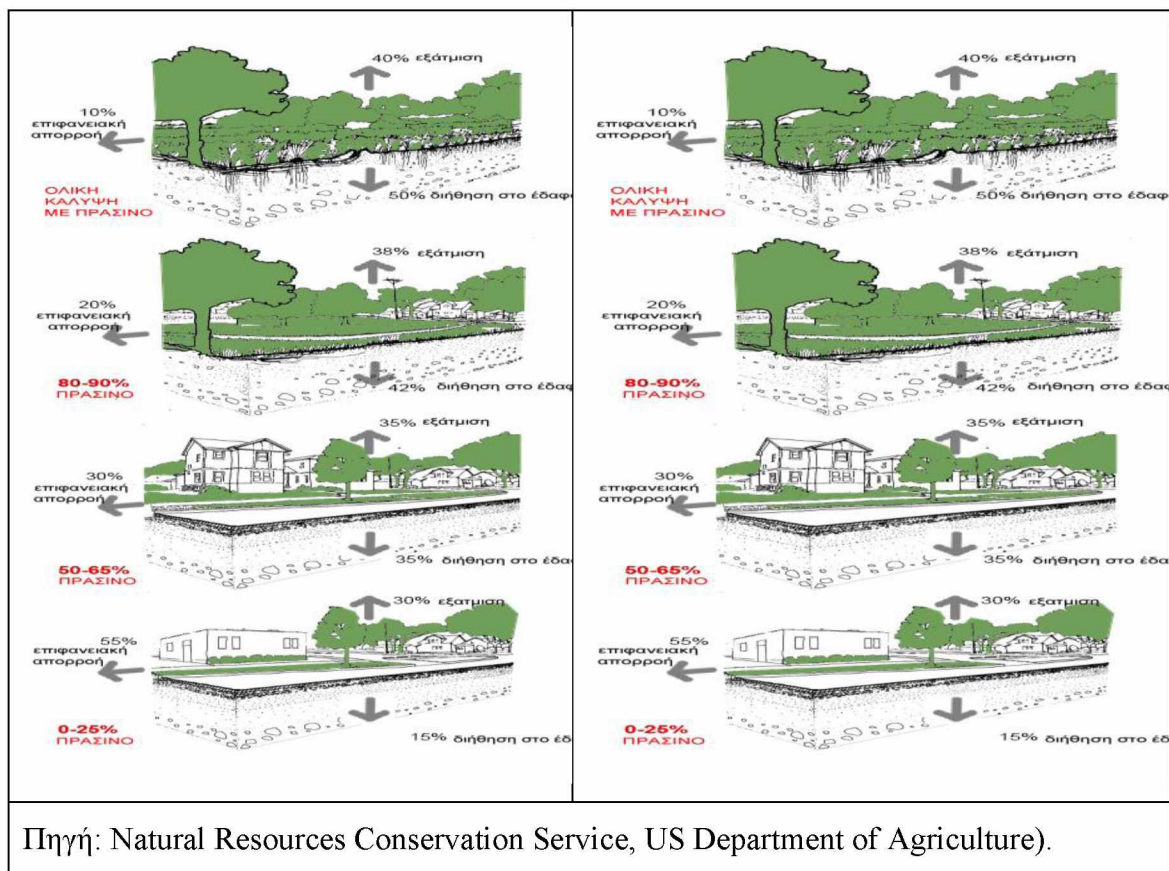 40% εξάτμιση
10%
επιφανειακή
απορροή
ΟΛΙΚΗ
ΚΑΛΥΨΗ
ΜΕ ΠΡΑΣΙΝΟ
50% διήθηση στο έδαφ
38% εξάτμιση
20%
επιφανειακή
απορροή
80-90%
ΠΡΑΣΙΝΟ
42% διήθηση στο έδαφ
35% εξάτμιση
30%
επιφανειακή
απορροή
50-65%
ΠΡΑΣΙΝΟ
35% διήθηση στο έδα
30% εξατμιση
55%
επιφανειακή
απορροή
0-25%
ΠΡΑΣΙΝΟ
15% διήθηση στο έδ
40% εξάτμιση
10%
επιφανειακή
απορροή
ΟΛΙΚΗ
ΚΑΛΥΨΗ
ΜΕ ΠΡΑΣΙΝΟ
50% διήθηση στο έδαφ
38% εξάτμιση
20%
επιφανειακή
απορροή
80-90%
ΠΡΑΣΙΝΟ
42% διήθηση στο έδαφ
35% εξάτμιση
30%
επιφανειακή
απορροή
50-65%
ΠΡΑΣΙΝΟ
35% διήθηση στο έδα
30% εξατμιση
55%
επιφανειακή
απορροή
0-25%
ΠΡΑΣΙΝΟ
15% διήθηση στο έδ
Πηγή: Natural Resources Conservation Service, US Department of Agriculture).